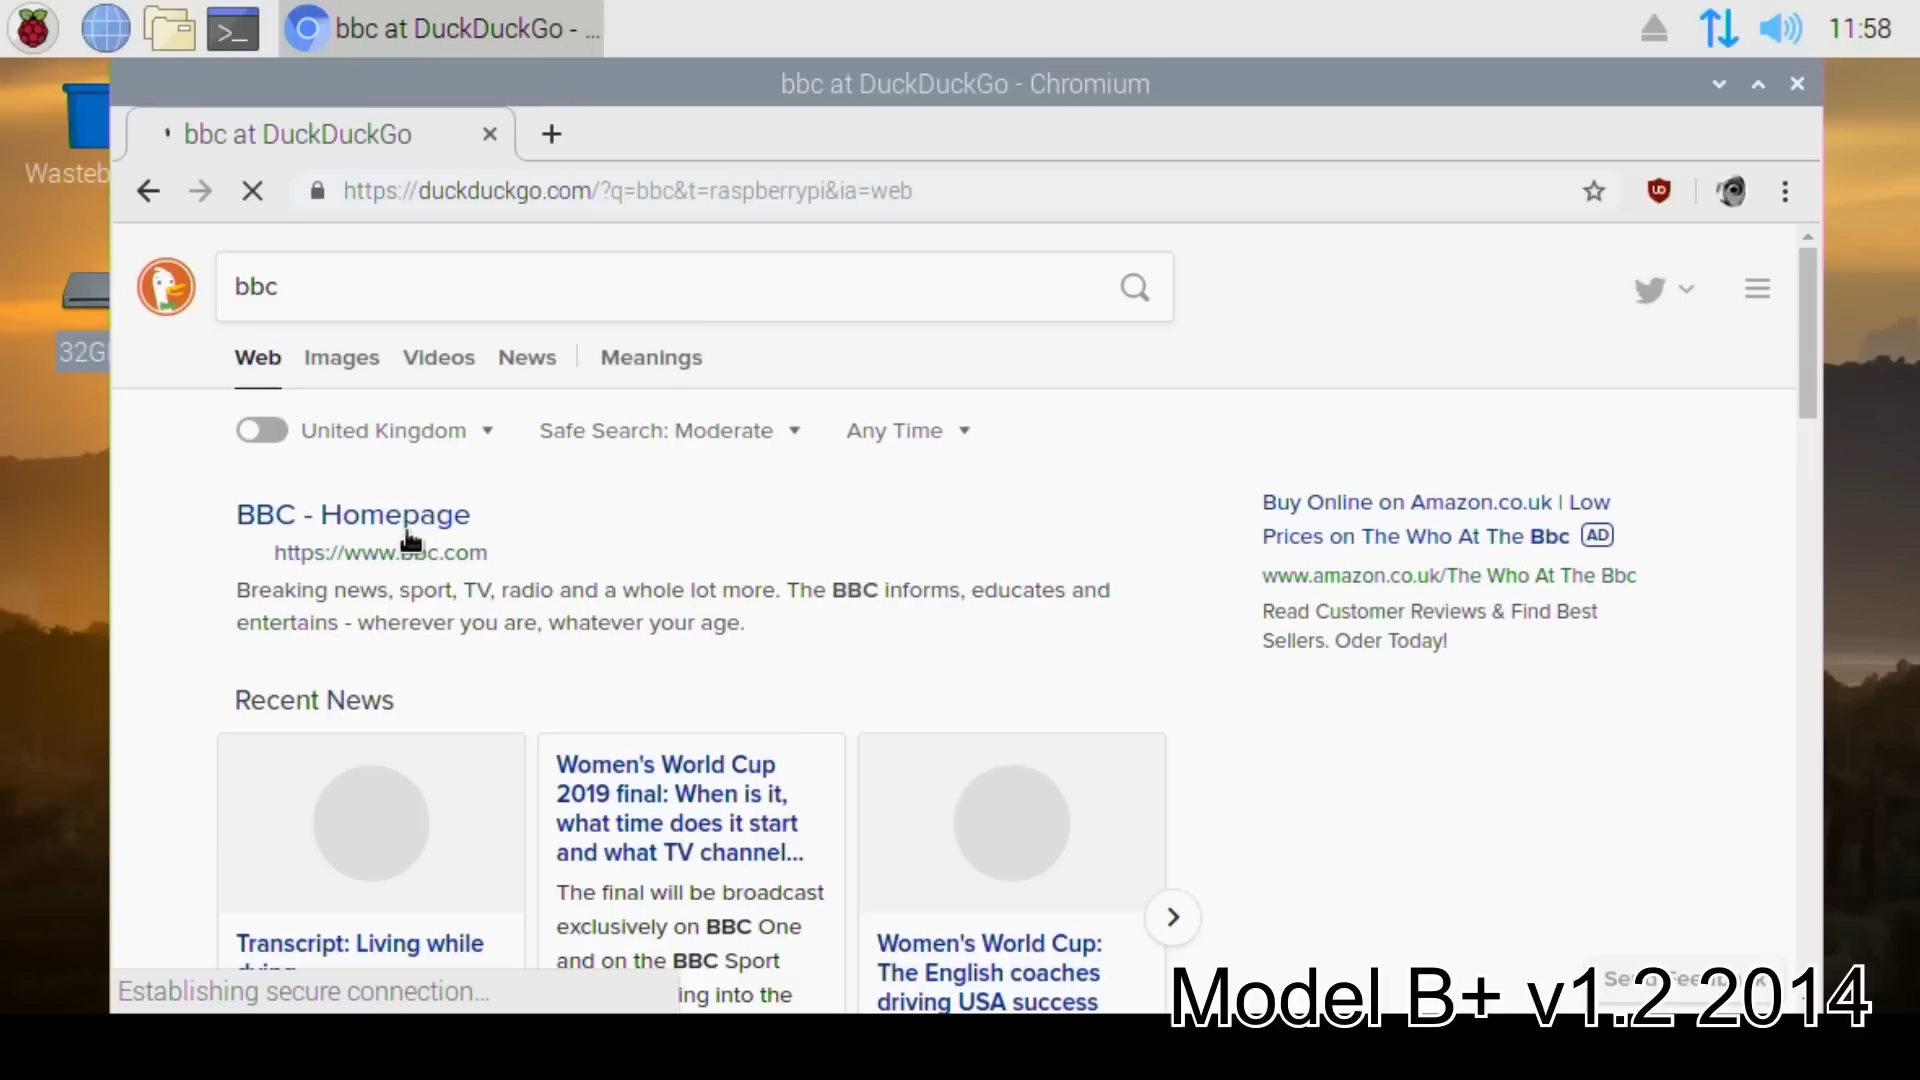 bbc at DuckDuckGo - ...
11:58
bbc at DuckDuckGo - Chromium
bbc at DuckDuckGo
Wasteb
https://duckduckgo.com/?q=bbc&t=raspberrypi&ia=web
32G
bbc
Web Images Videos News Meanings
United Kingdom Safe Search: Moderate Any Time
BBC - Homepage
https://www.bbc.com
Breaking news, sport, TV, radio and a whole lot more. The BBC informs, educates and
entertains - wherever you are, whatever your age.
Buy Online on Amazon.co.uk | Low
Prices on The Who At The Bbc AD
www.amazon.co.uk/The Who At The Bbc
Read Customer Reviews & Find Best
Sellers. Oder Today!
Recent News
Transcript: Living while
dying
Women's World Cup
2019 final: When is it,
what time does it start
and what TV channel...
The final will be broadcast
exclusively on BBC One
and on the BBC Sport
ing into the
Women's World Cup:
The English coaches
driving USA success
Establishing secure connection...
Model B+ v1.2 2014